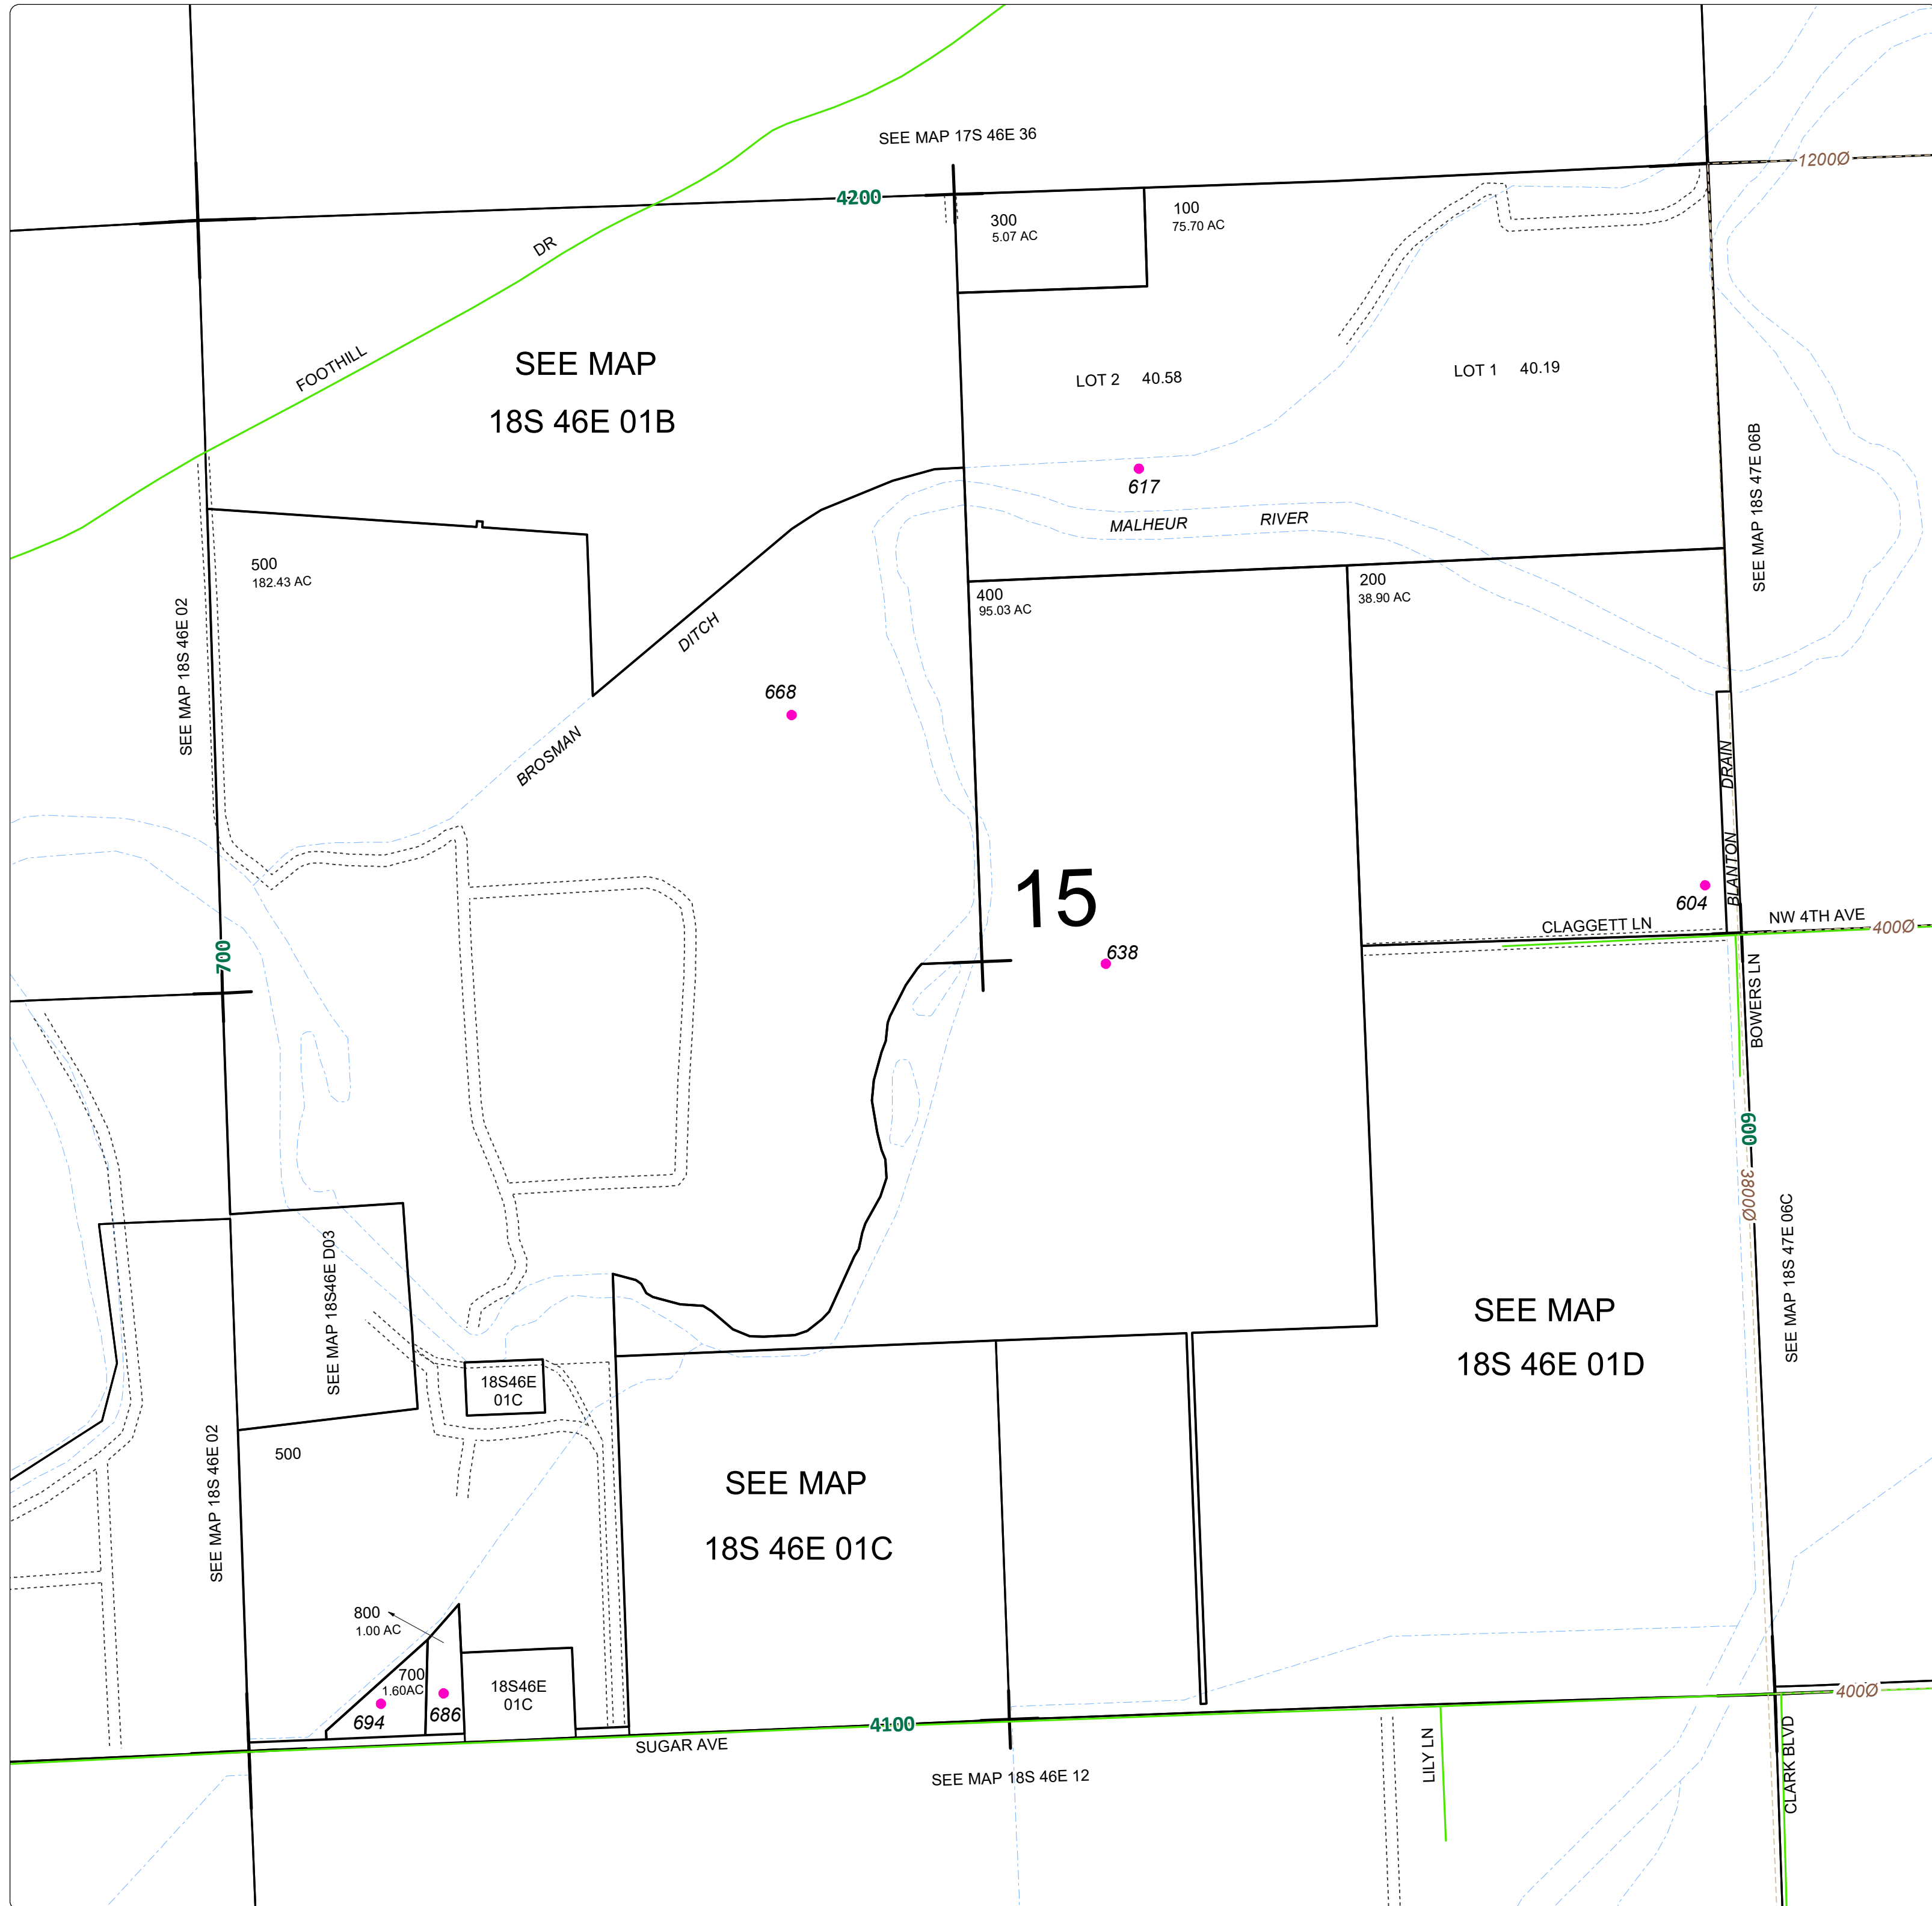 SEE MAP 17S 46E 36
1200Ø
4200
300
5.07 AC
100
75.70 AC
DR
FOOTHILL
SEE MAP
18S 46E 01B
LOT 2 40.58
LOT 1 40.19
617
MALHEUR RIVER
SEE MAP 18S 47E 06B
500
182.43 AC
400
95.03 AC
200
38.90 AC
SEE MAP 18S 46E 02
DITCH
BROSMAN
668
BLANTON DRAIN
15
604
CLAGGETT LN
NW 4TH AVE
400Ø
638
700
BOWERS LN
600
3800Ø
SEE MAP 18S 47E 06C
SEE MAP 18S46E D03
SEE MAP
18S 46E 01D
18S46E
01C
SEE MAP 18S 46E 02
500
SEE MAP
18S 46E 01C
800
1.00 AC
700
1.60AC
694
686
18S46E
01C
4100
SUGAR AVE
400Ø
LILY LN
CLARK BLVD
SEE MAP 18S 46E 12